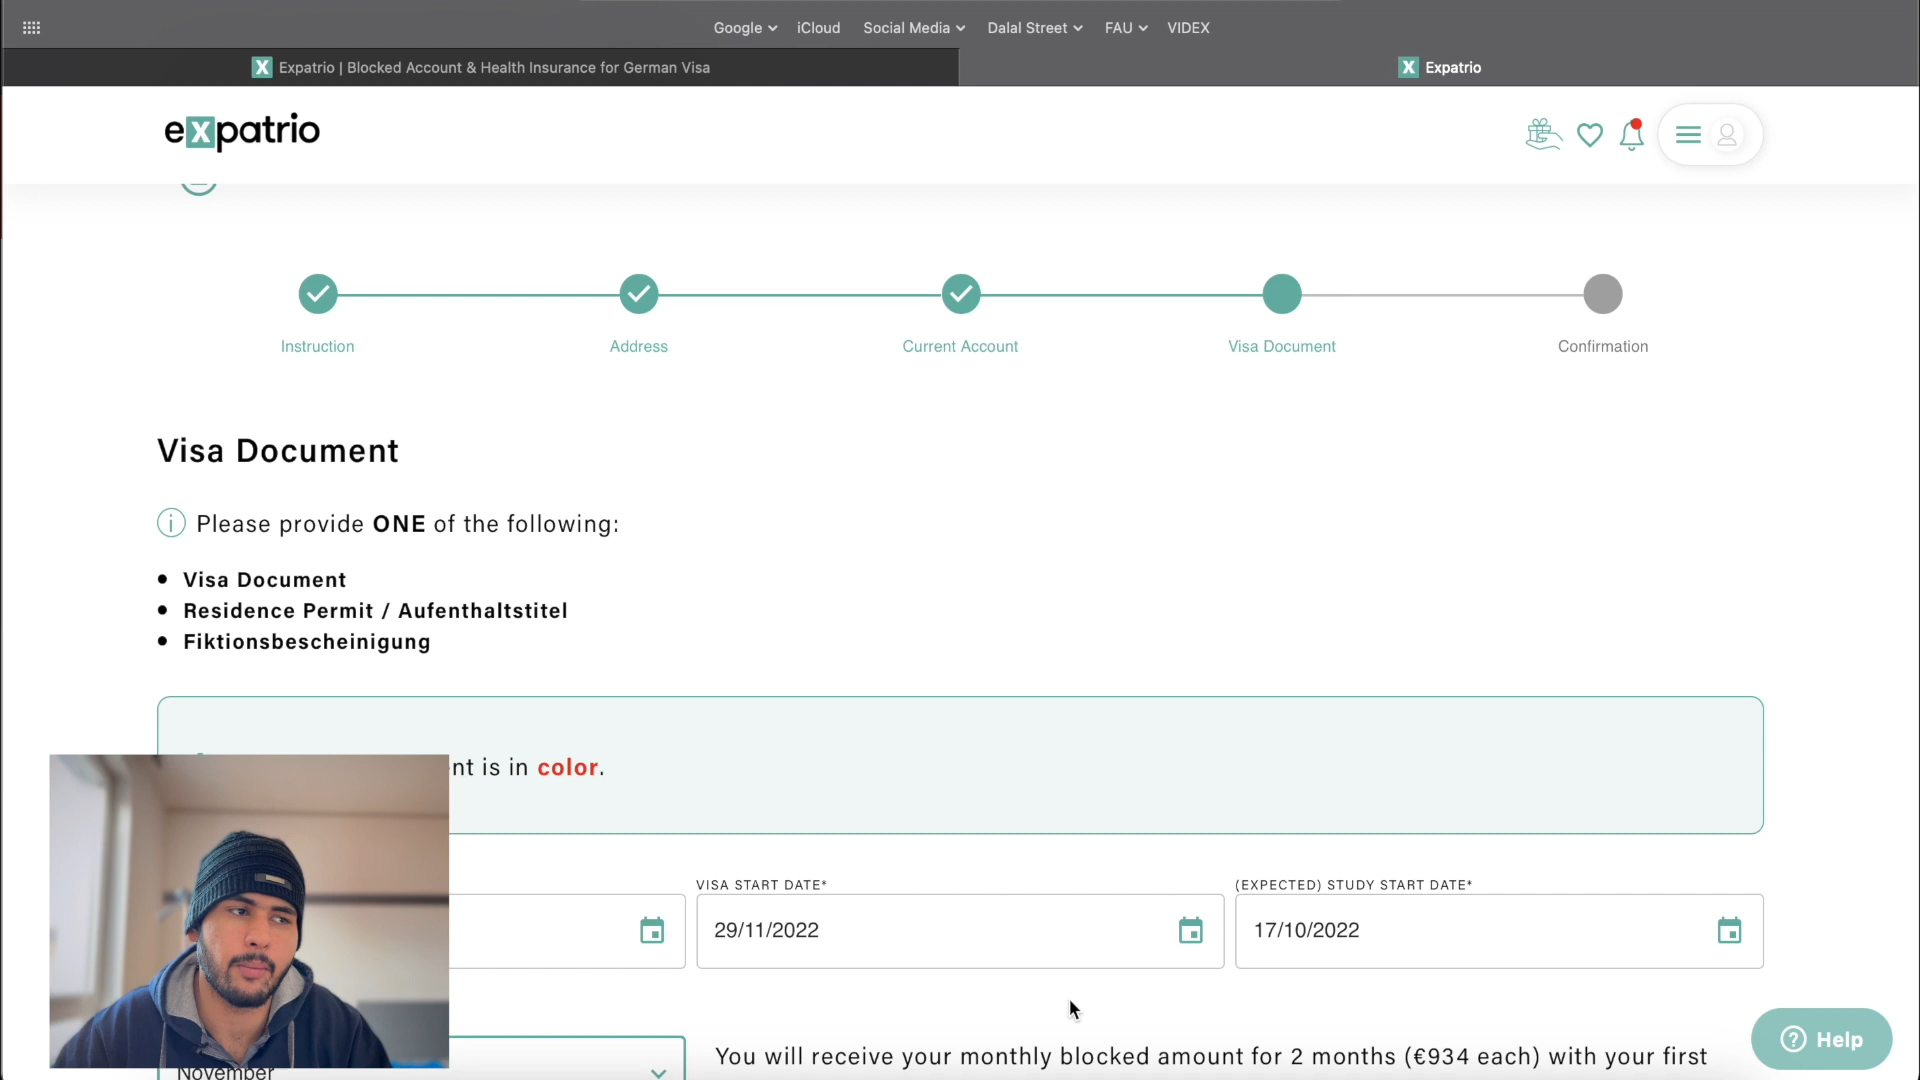 Google iCloud Social Media Dalal Street FAU VIDEX
X Expatrio | Blocked Account & Health Insurance for German Visa
X Expatrio
expatrio
Instruction
Address
Current Account
Visa Document
Confirmation
Visa Document
Please provide ONE of the following:
• Visa Document
• Residence Permit / Aufenthaltstitel
• Fiktionsbescheinigung
nt is in color.
VISA START DATE*
(EXPECTED) STUDY START DATE*
29/11/2022
17/10/2022
You will receive your monthly blocked amount for 2 months (€934 each) with your first
November
Help